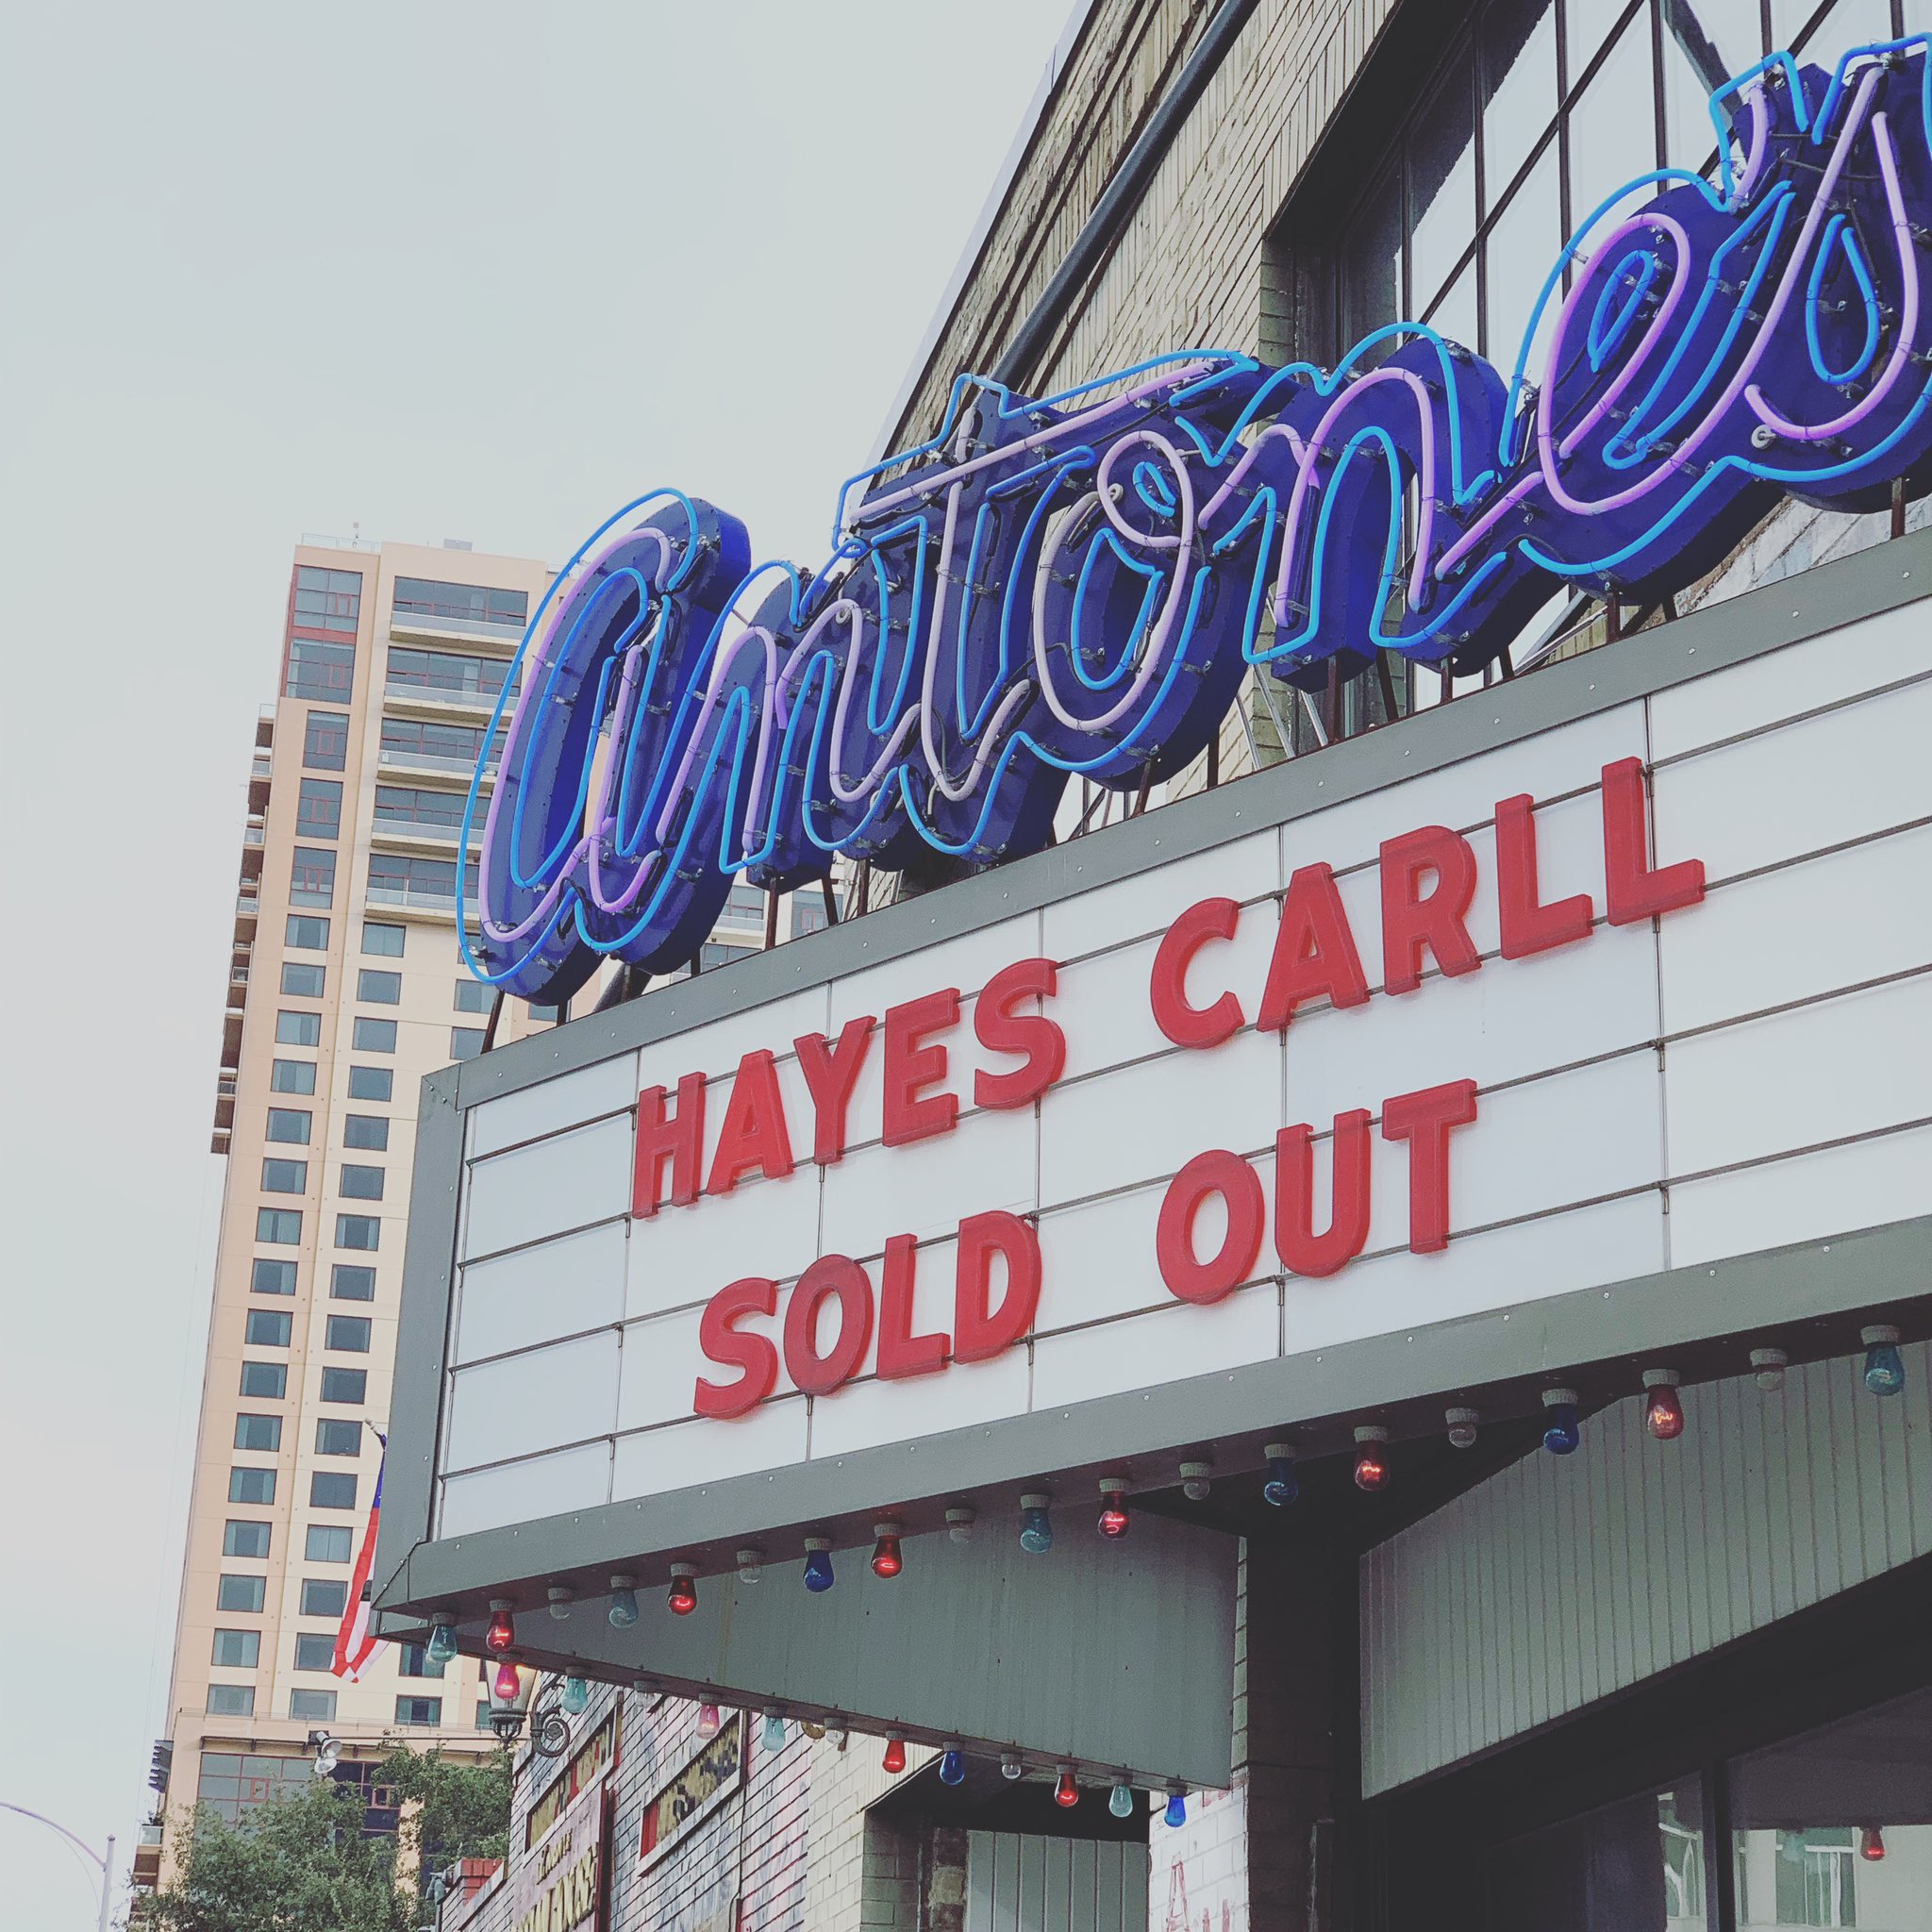 antone's
HAYES CARLL
SOLD OUT